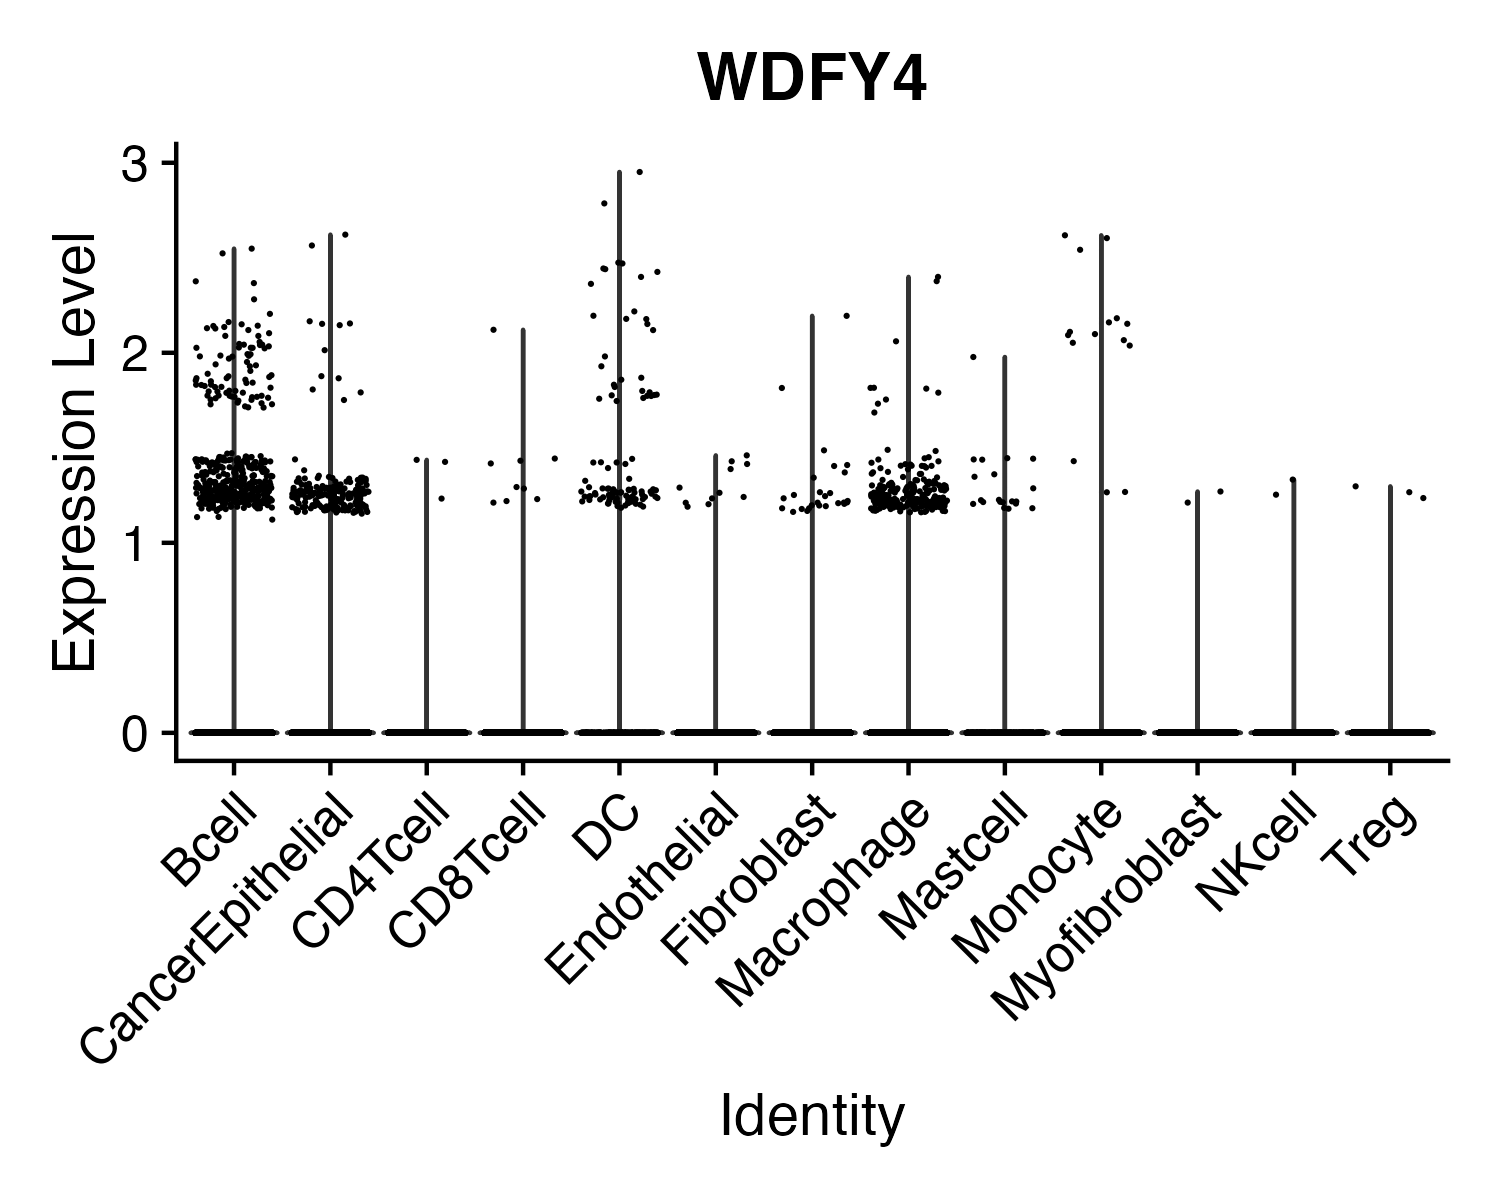 WDFY4
Expression Level
3
2
1
0
Bcell
CancerEpithelial
CD4Tcell
CD8Tcell
DC
Endothelial
Fibroblast
Macrophage
Mastcell
Monocyte
Myofibroblast
NKcell
Treg
Identity